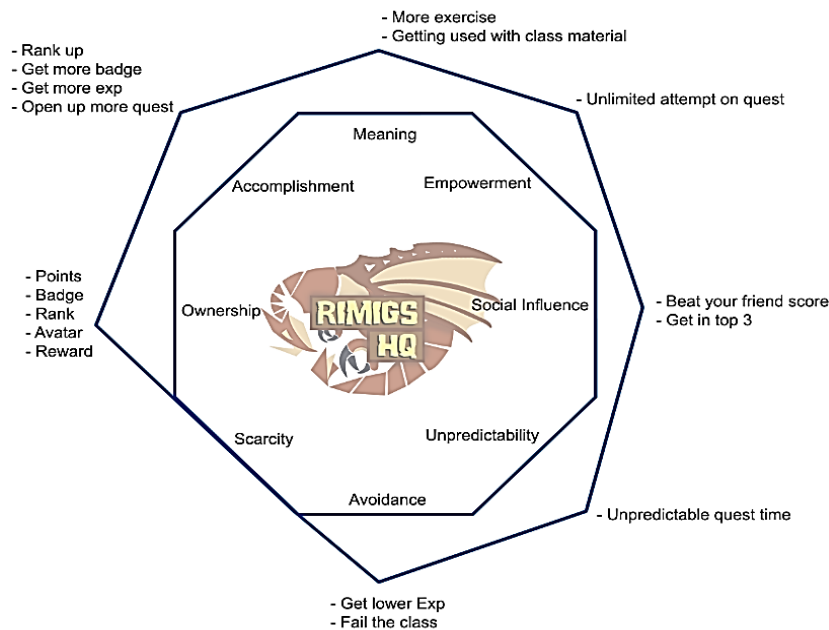 - More exercise
- Getting used with class material
- Rank up
- Get more badge
- Get more exp
- Open up more quest
- Unlimited attempt on quest
Meaning
Accomplishment
Empowerment
- Points
- Badge
- Rank
- Avatar
- Reward
Ownership
RIMIGS
HQ
Social Influence
- Beat your friend score
- Get in top 3
Scarcity
Unpredictability
Avoidance
- Unpredictable quest time
- Get lower Exp
- Fail the class